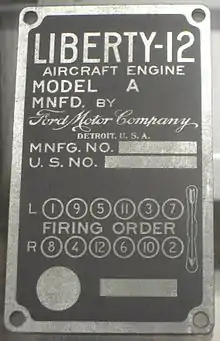 LIBERTY-12
AIRCRAFT ENGINE
MODEL A
MNFD. BY
Ford Motor Company
DETROIT, U. S. A.
MNFG. NO.
U. S. NO.
L 1 9 5 11 3 7
FIRING ORDER
R 8 4 12 6 10 2